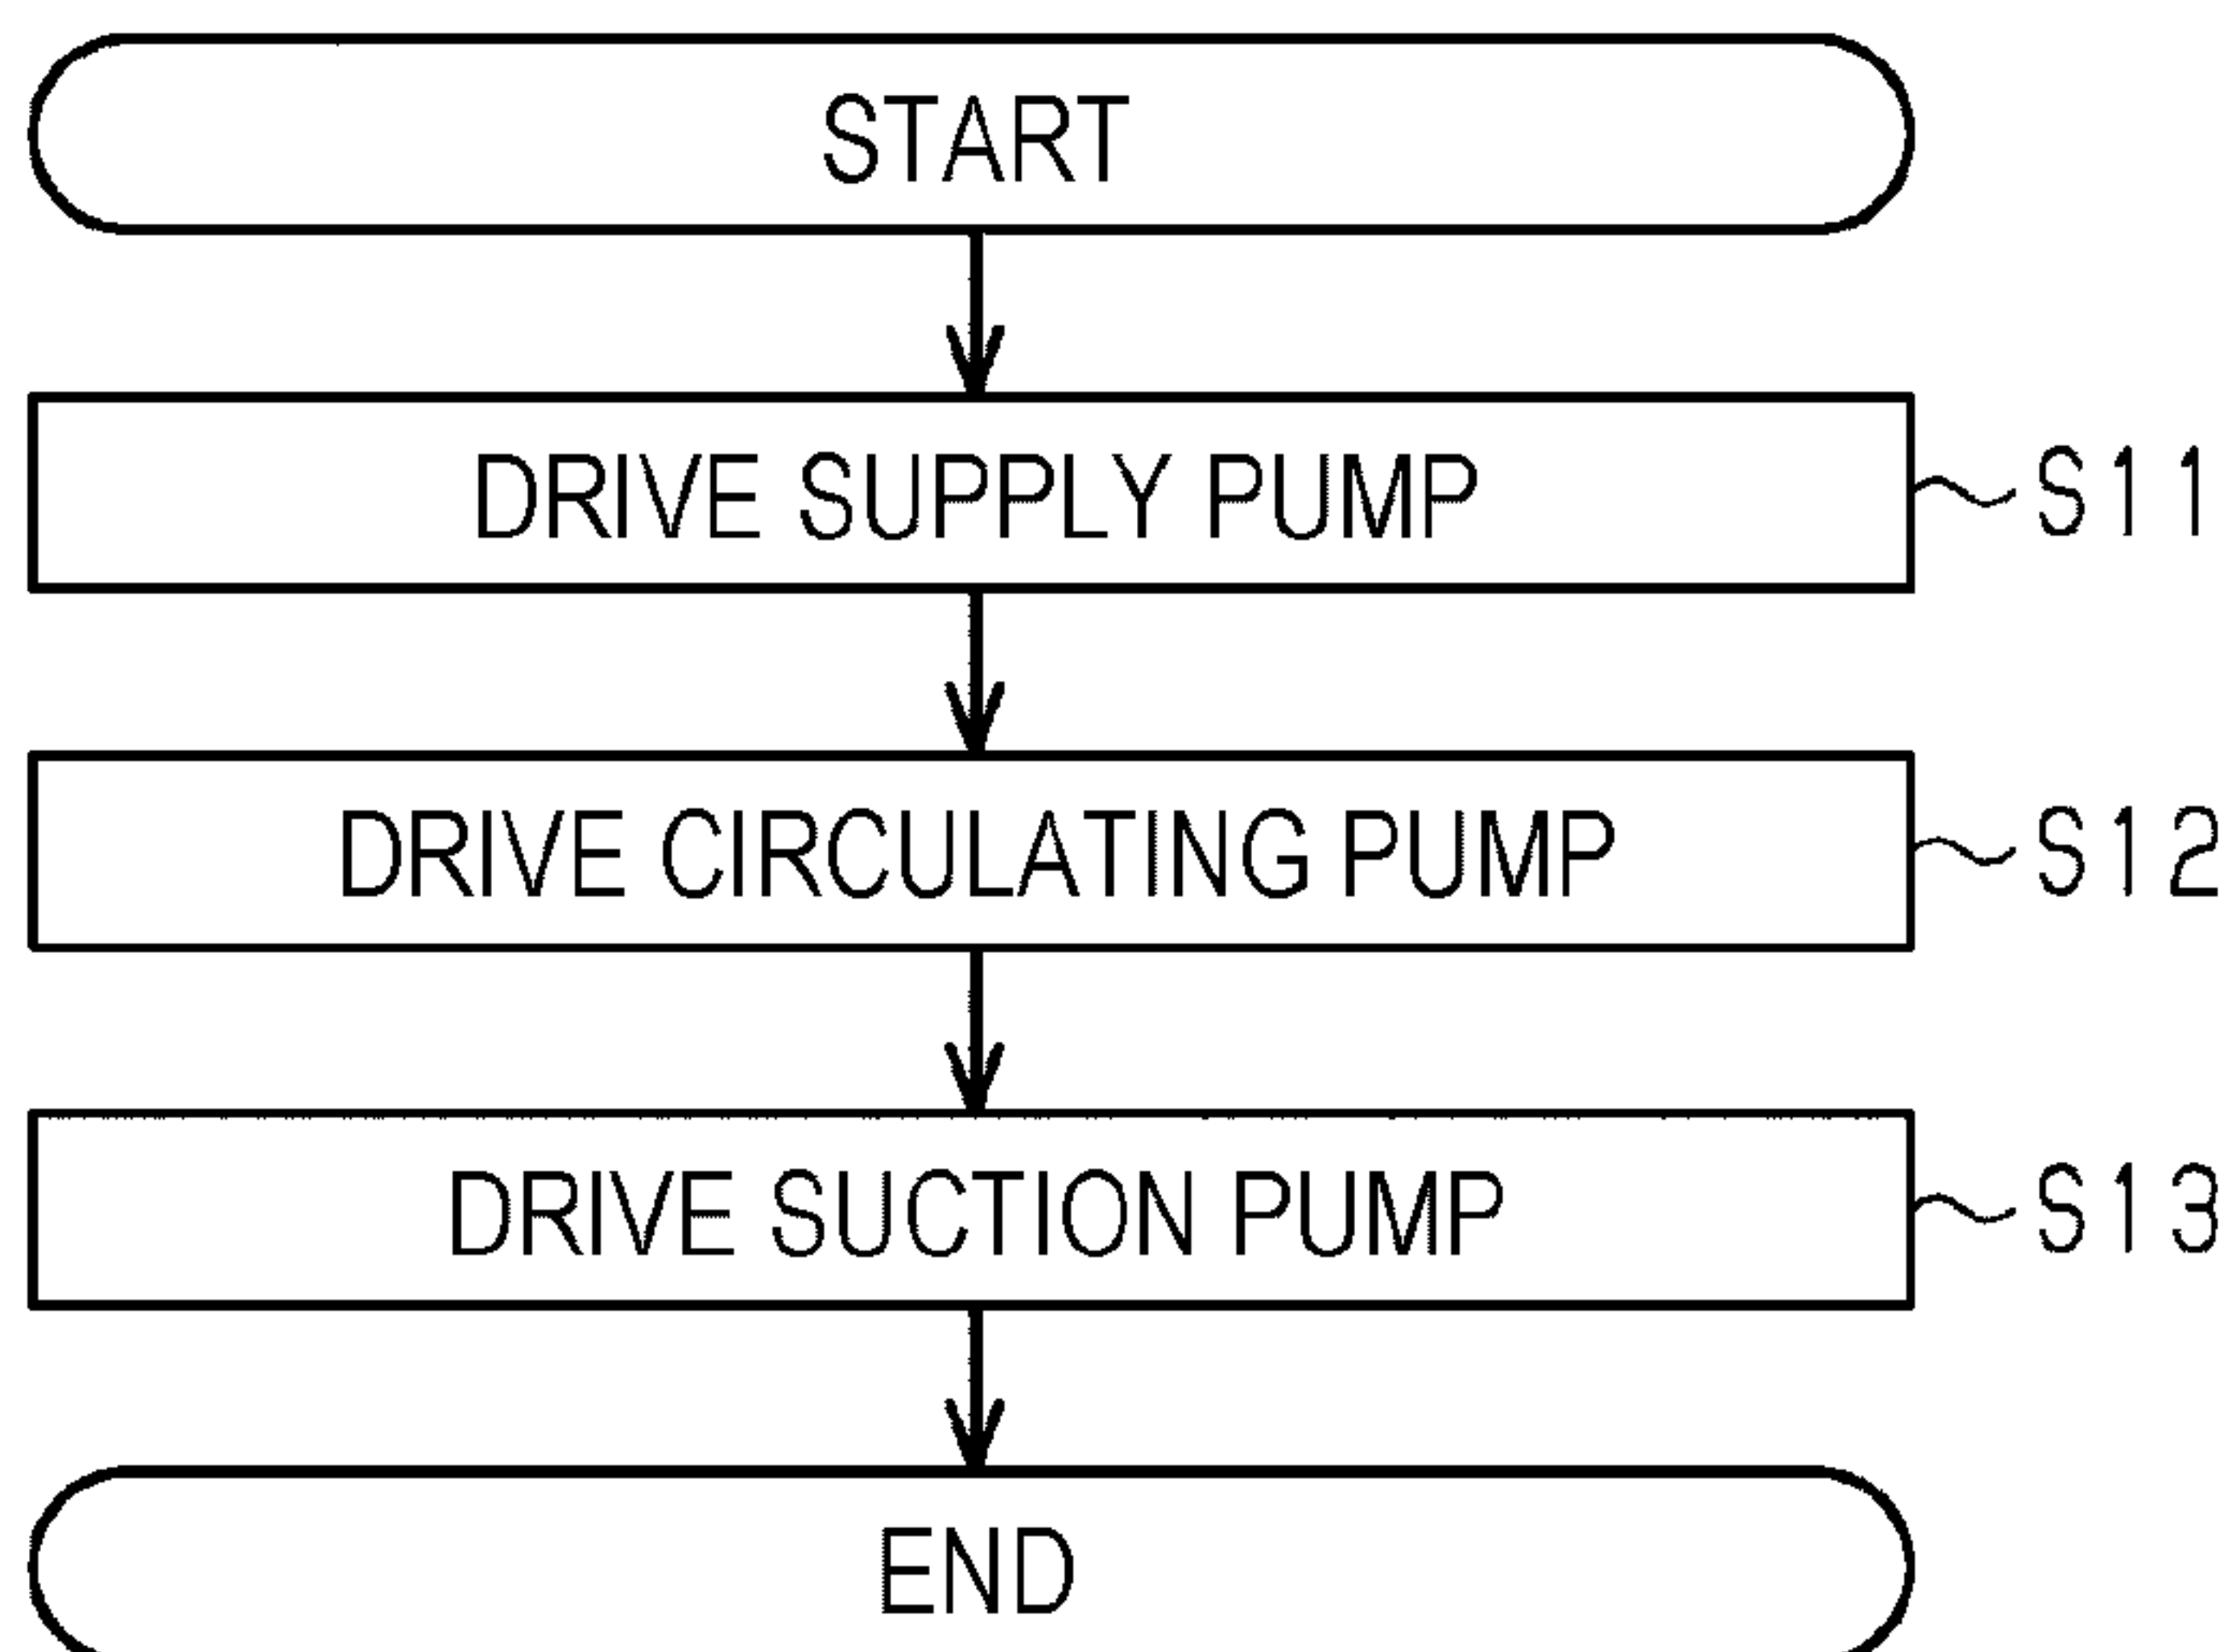 START
DRIVE SUPPLY PUMP
S11
DRIVE CIRCULATING PUMP
S12
DRIVE SUCTION PUMP
S13
END